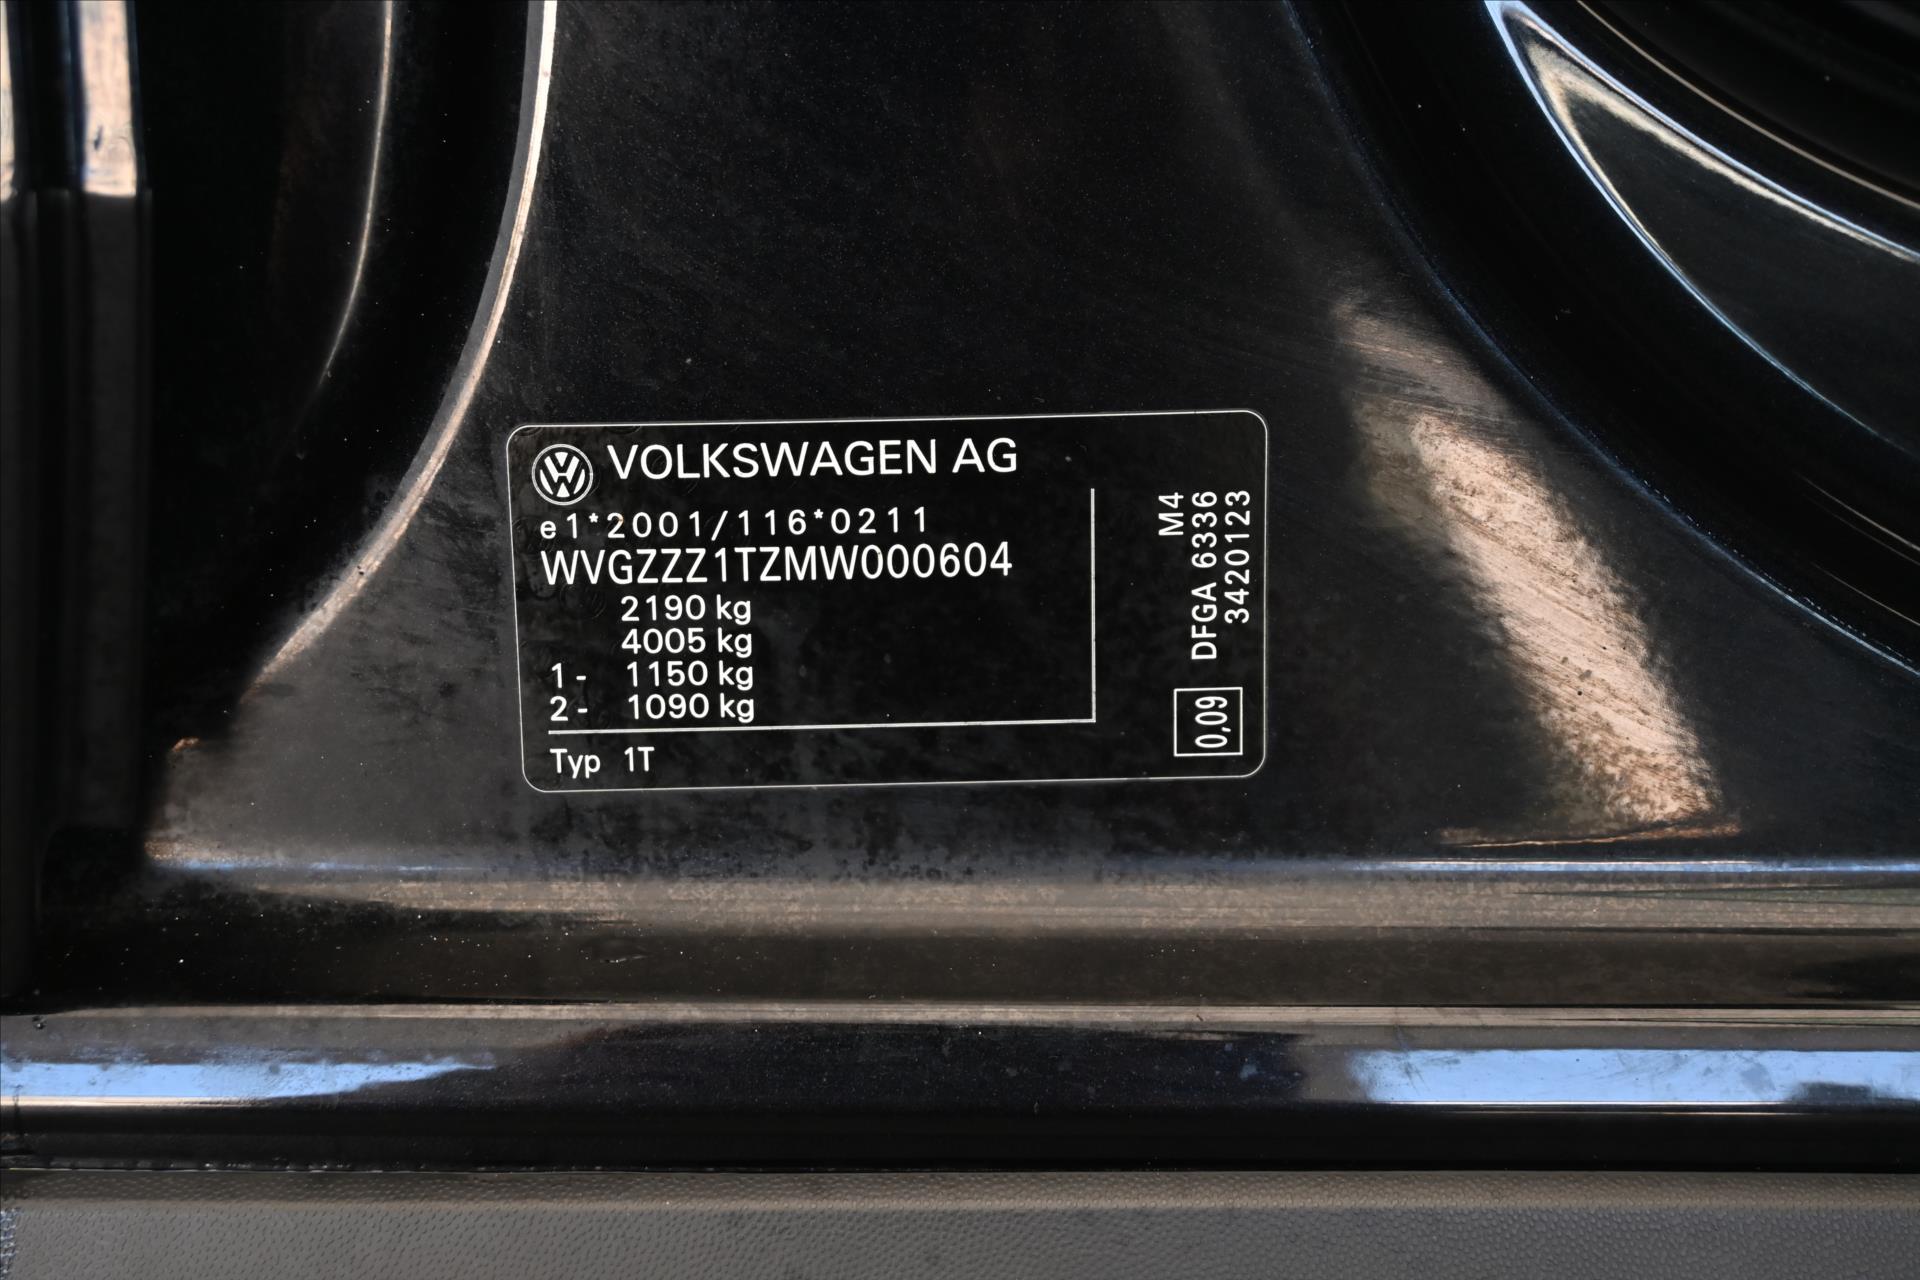 VOLKSWAGEN AG
e1*2001/116*0211
WVGZZZ1TZMW000604
2190 kg
4005 kg
1- 1150 kg
2- 1090 kg
Typ 1T
M4
DFGA 6336
3420123
0,09